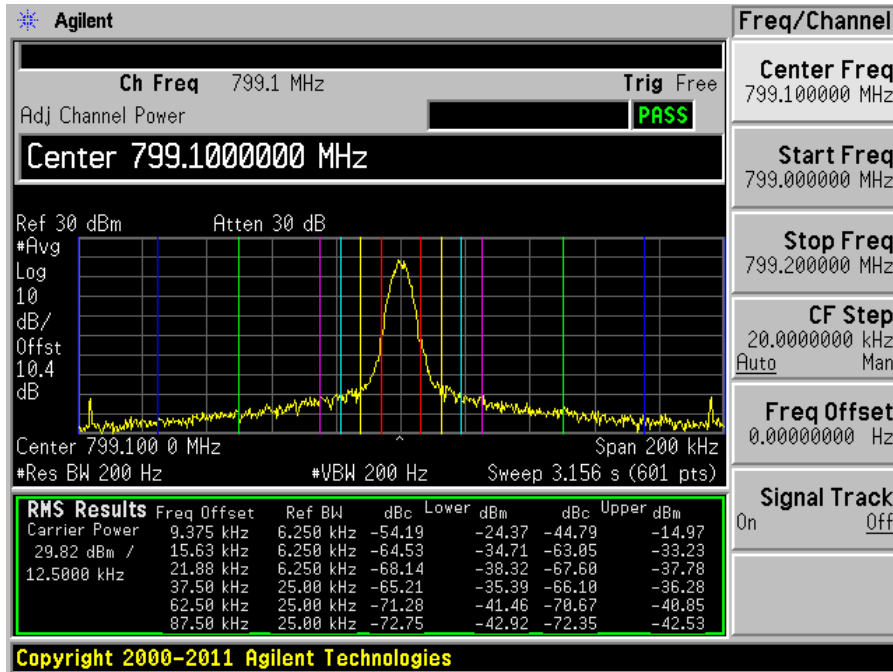 Agilent
Freq/Channel
Ch Freq 799.1 MHz Trig Free
Adj Channel Power PASS
Center 799.1000000 MHz
Ref 30 dBm Atten 30 dB
#Avg
Log
10
dB/
Offst
10.4
dB
Center 799.100 0 MHz Span 200 kHz
#Res BW 200 Hz #VBW 200 Hz Sweep 3.156 s (601 pts)
RMS Results Freq Offset Ref BW dBc Lower dBm dBc Upper dBm
Carrier Power 9.375 kHz 6.250 kHz -54.19 -24.37 -44.79 -14.97
29.82 dBm / 15.63 kHz 6.250 kHz -64.53 -34.71 -63.05 -33.23
12.5000 kHz 21.88 kHz 6.250 kHz -68.14 -38.32 -67.60 -37.78
37.50 kHz 25.00 kHz -65.21 -35.39 -66.10 -36.28
62.50 kHz 25.00 kHz -71.28 -41.46 -70.67 -40.85
87.50 kHz 25.00 kHz -72.75 -42.92 -72.35 -42.53
Copyright 2000-2011 Agilent Technologies
Center Freq
799.100000 MHz
Start Freq
799.000000 MHz
Stop Freq
799.200000 MHz
CF Step
20.0000000 kHz
Auto Man
Freq Offset
0.00000000 Hz
Signal Track
On Off